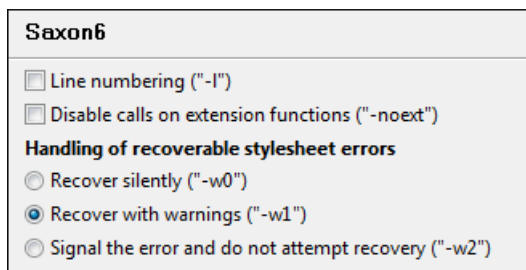 Saxon6
Line numbering ("-l")
Disable calls on extension functions ("-noext")
Handling of recoverable stylesheet errors
Recover silently ("-w0")
Recover with warnings ("-w1")
Signal the error and do not attempt recovery ("-w2")